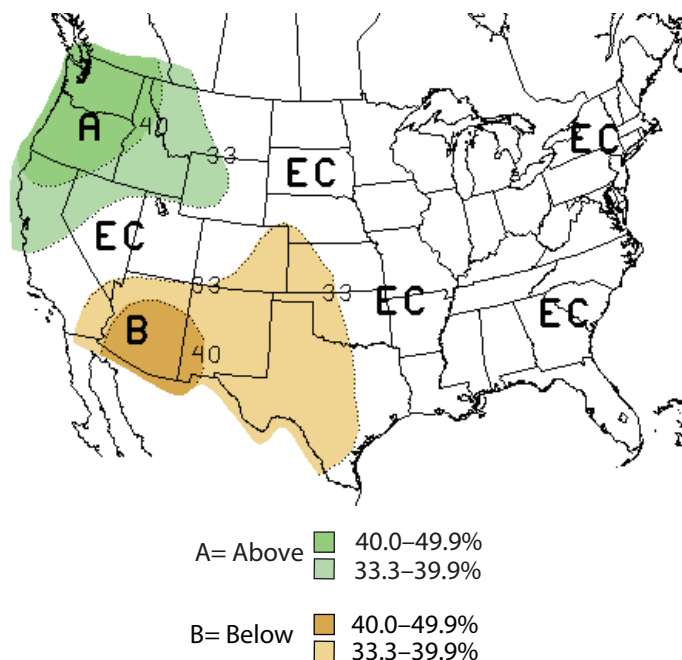 A
40
33
EC
EC
EC
33
33
EC
EC
B
40
A= Above
40.0–49.9%
33.3–39.9%
B= Below
40.0–49.9%
33.3–39.9%